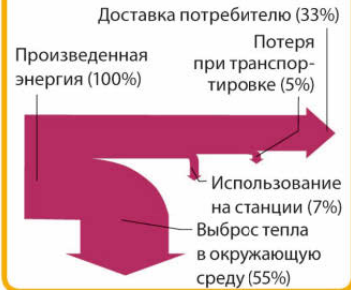 Доставка потребителю (33%)
Произведенная
энергия (100%)
Потеря
при транспор-
тировке (5%)
Использование
на станции (7%)
Выброс тепла
в окружающую
среду (55%)